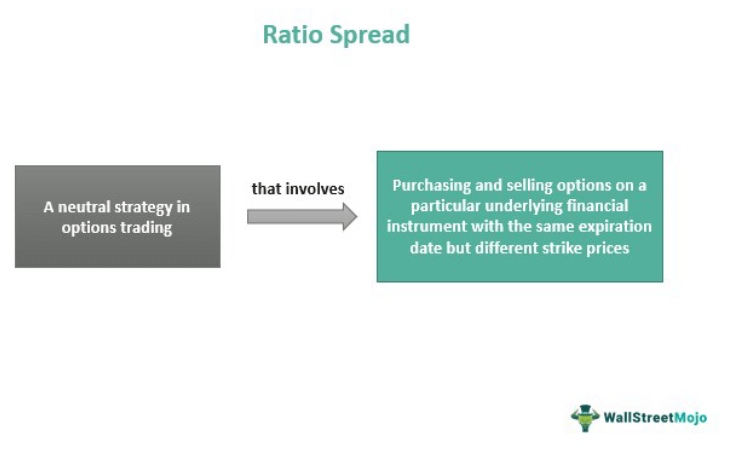 Ratio Spread
A neutral strategy in
options trading
that involves
Purchasing and selling options on a
particular underlying financial
instrument with the same expiration
date but different strike prices
WallStreetMojo